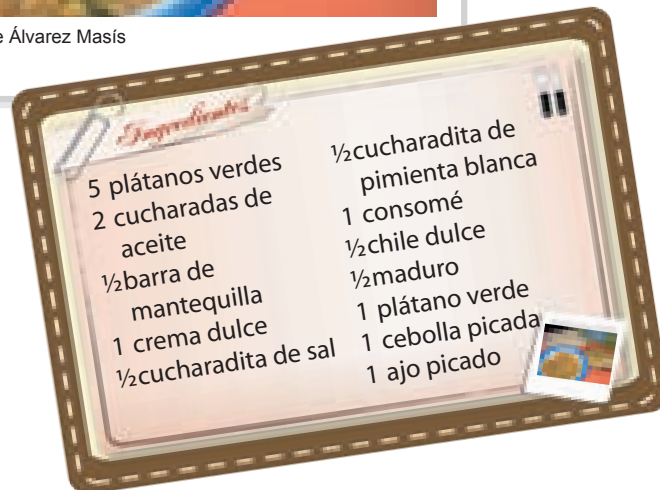 e Álvarez Masís
Ingredientes
5 plátanos verdes
2 cucharadas de
aceite
½barra de
mantequilla
1 crema dulce
½cucharadita de sal
½cucharadita de
pimienta blanca
1 consomé
½chile dulce
½maduro
1 plátano verde
1 cebolla picada
1 ajo picado